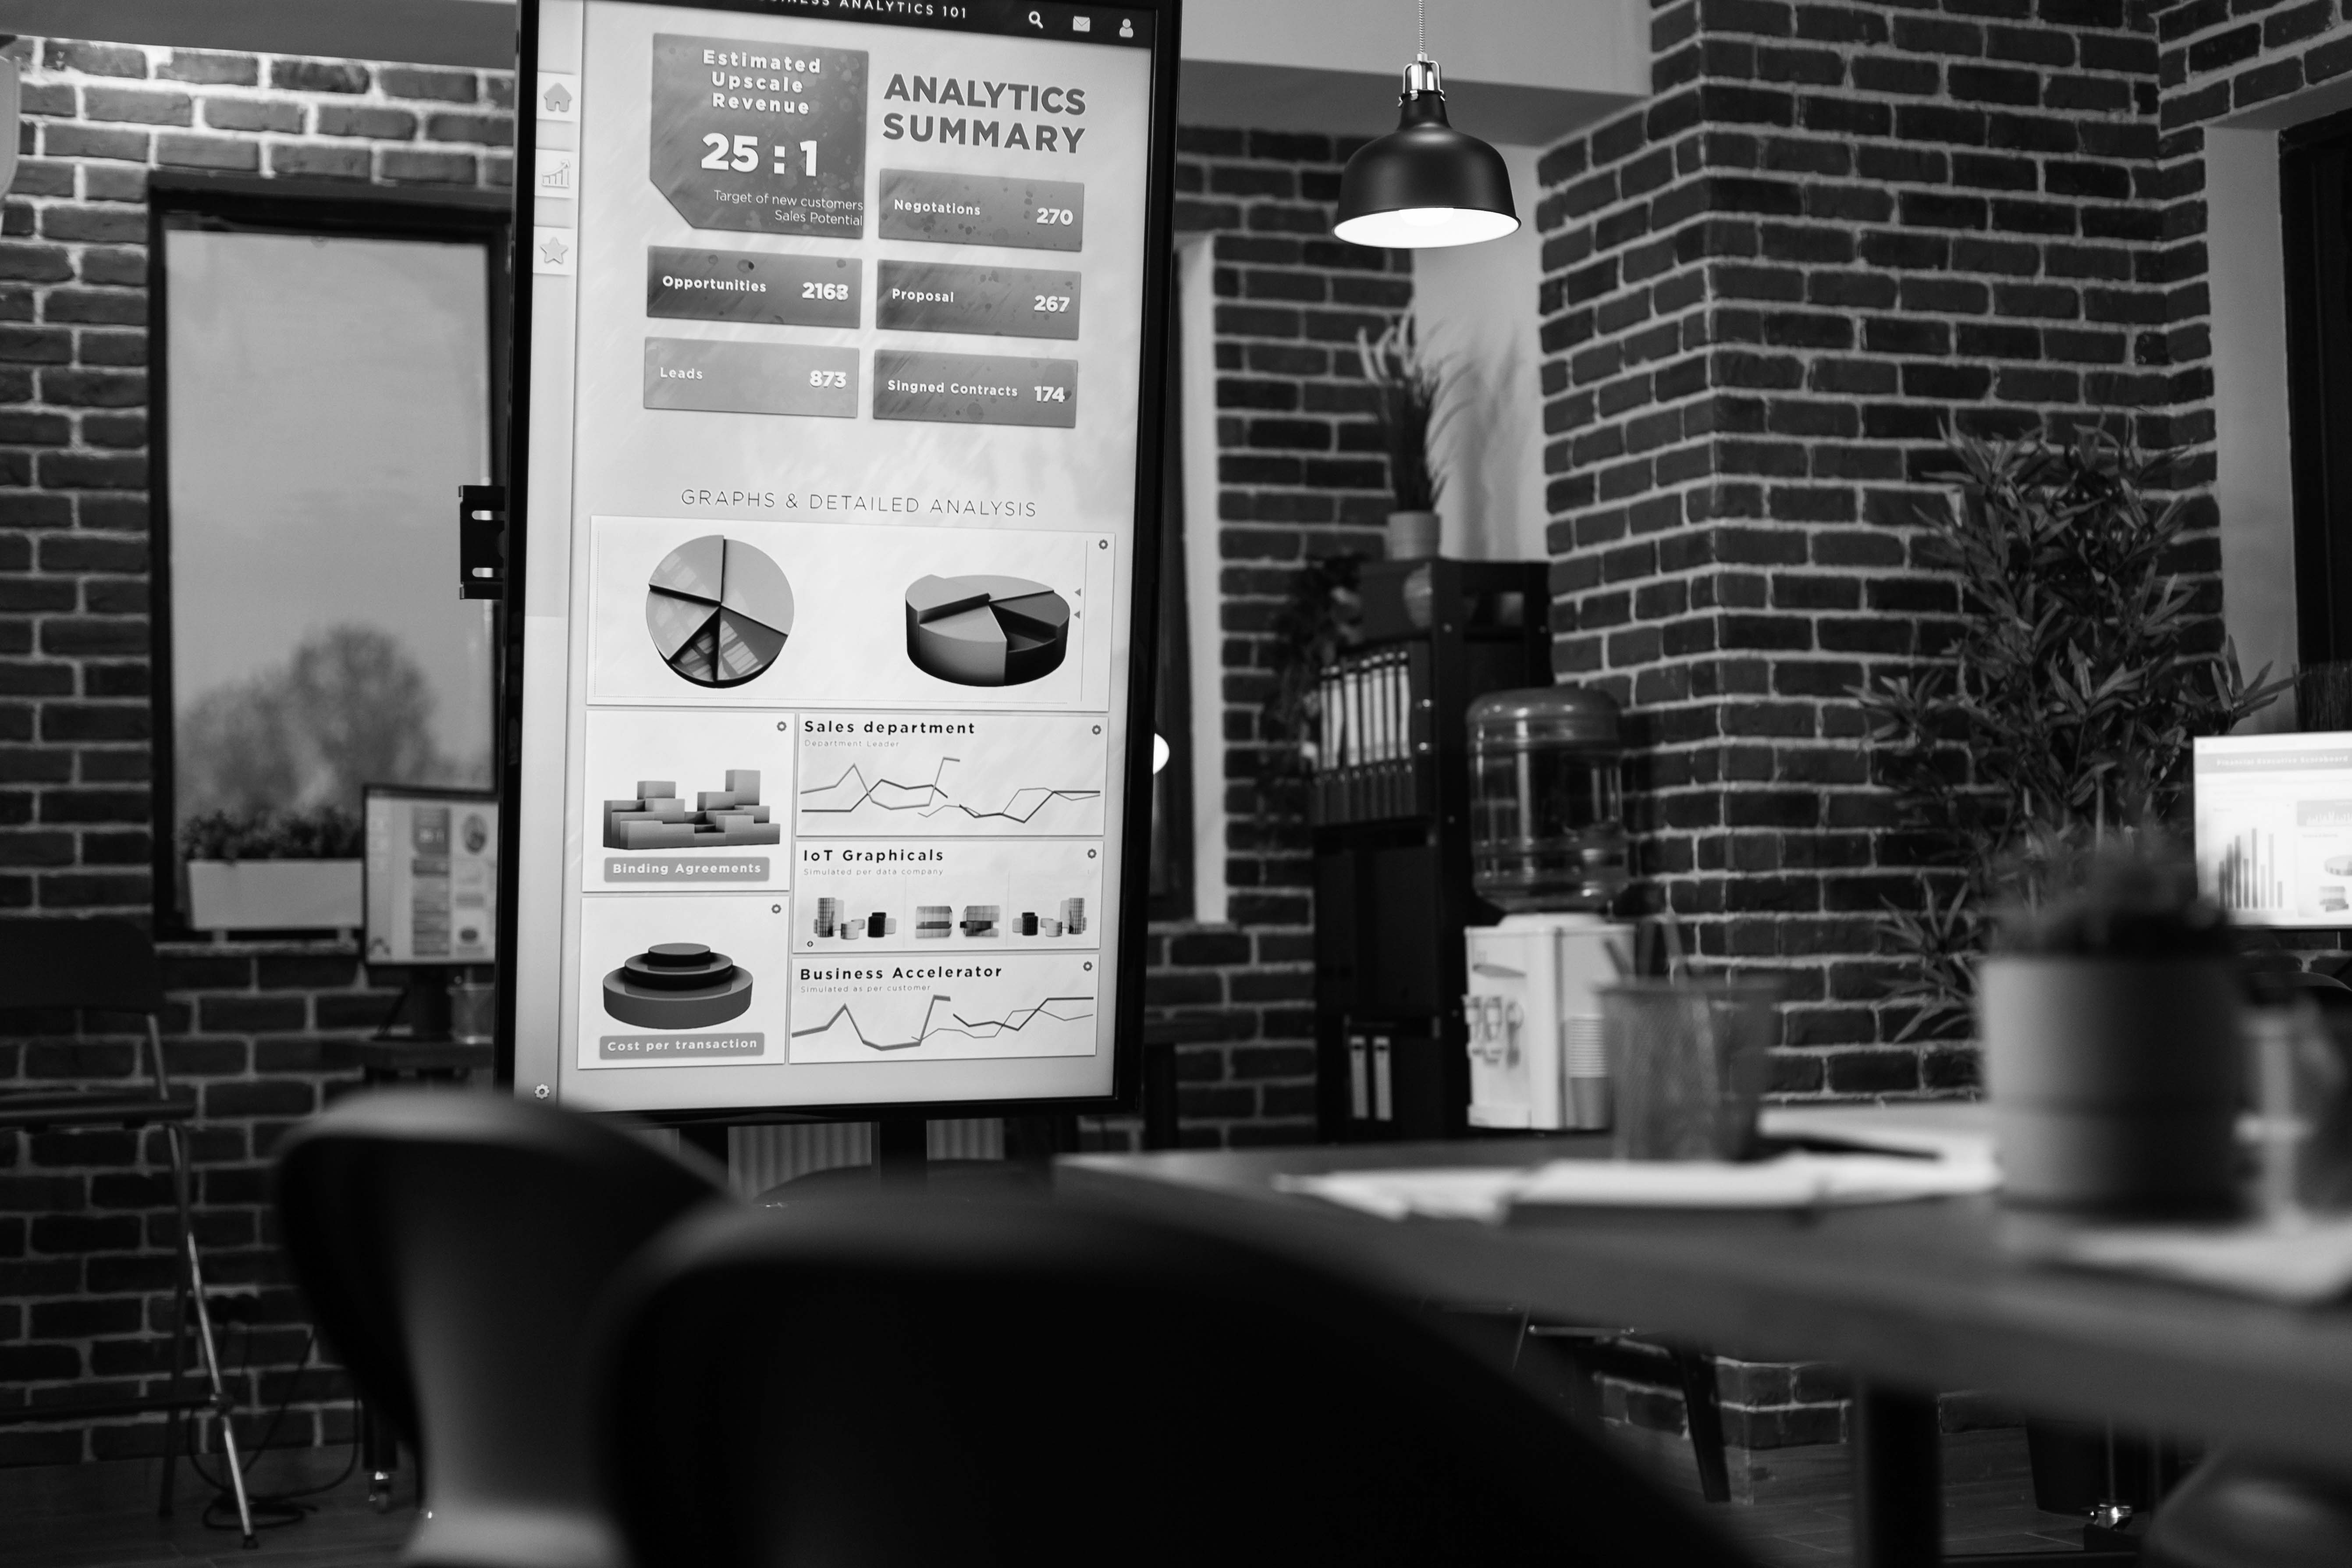 ANALYTICS 101
Estimated
Upscale
Revenue
25:1
Target of new customers
Sales Potential
ANALYTICS
SUMMARY
Negotations 270
Opportunities 2168
Proposal 267
Leads 873
Singned Contracts 174
GRAPHS & DETAILED ANALYSIS
Binding Agreements
Cost per transaction
Sales department
Department Leader
IoT Graphicals
Simulated per data company
Business Accelerator
Simulated as per customer